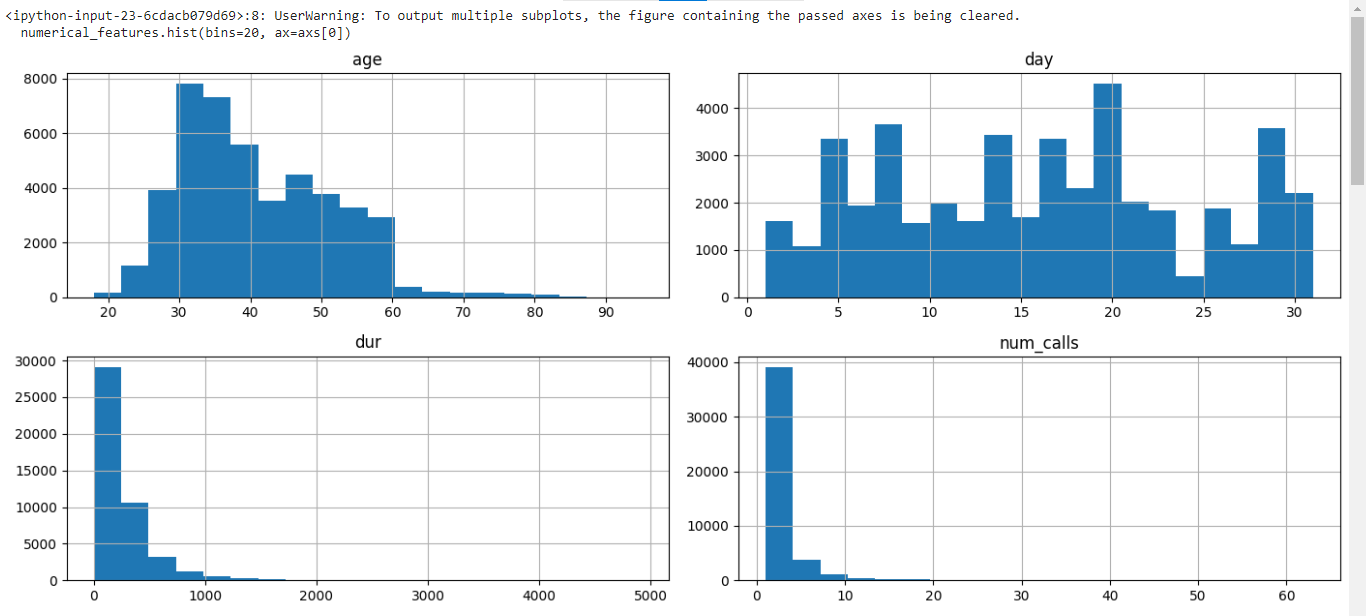 <ipython-input-23-6cdacb079d69>:8: UserWarning: To output multiple subplots, the figure containing the passed axes is being cleared.
  numerical_features.hist(bins=20, ax=axs[0])
age
8000
6000
4000
2000
0
20 30 40 50 60 70 80 90
day
4000
3000
2000
1000
0
0 5 10 15 20 25 30
dur
30000
25000
20000
15000
10000
5000
0
0 1000 2000 3000 4000 5000
num_calls
40000
30000
20000
10000
0
0 10 20 30 40 50 60